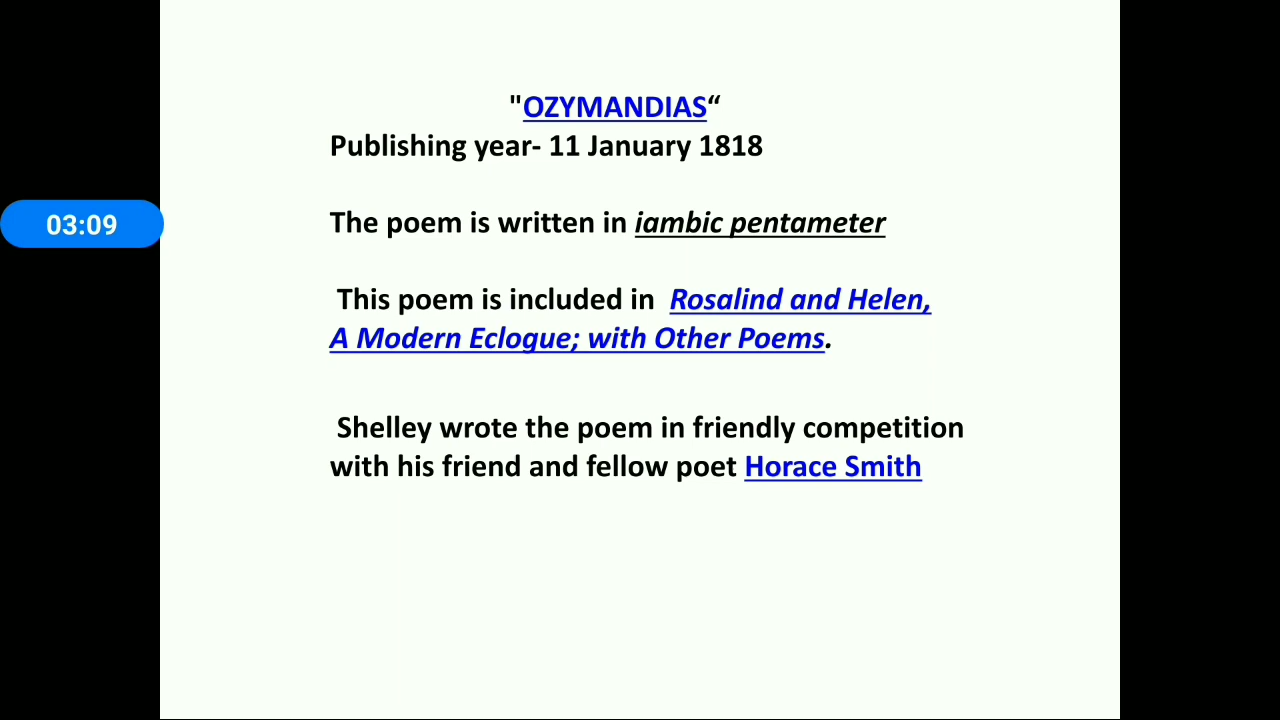 "OZYMANDIAS“
Publishing year- 11 January 1818
03:09
The poem is written in iambic pentameter
This poem is included in Rosalind and Helen,
A Modern Eclogue; with Other Poems.
Shelley wrote the poem in friendly competition
with his friend and fellow poet Horace Smith